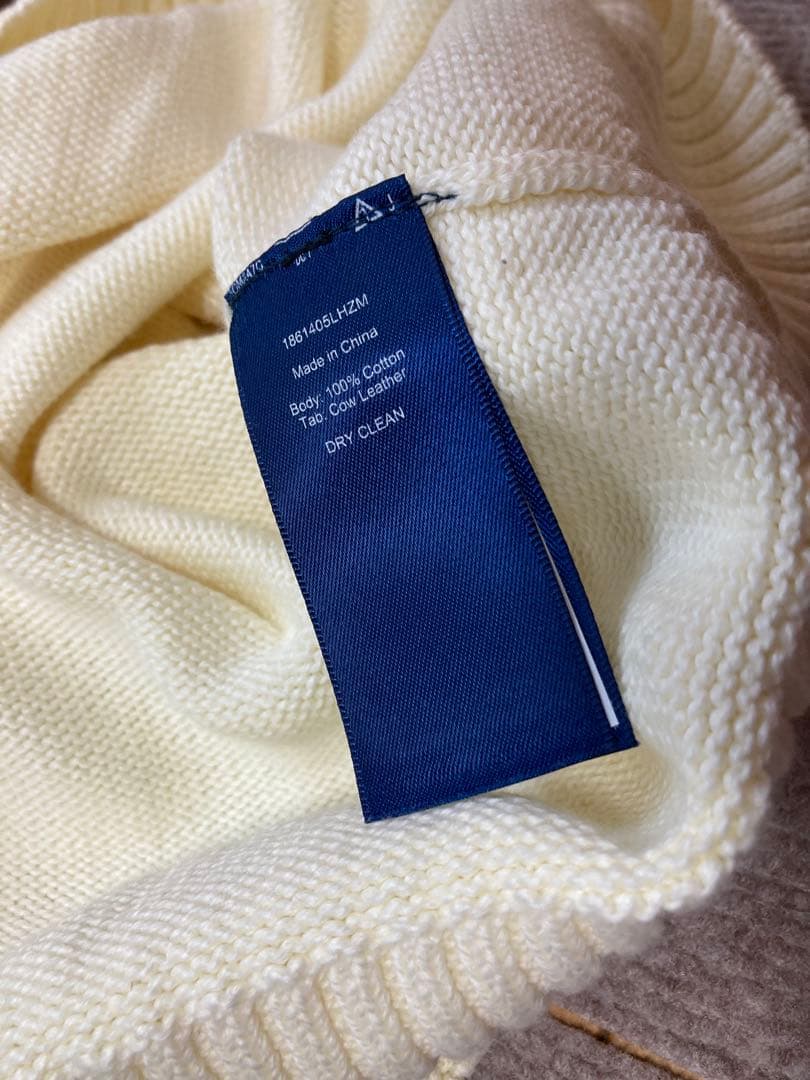 1861405LHZM
Made in China
Body: 100% Cotton
Tab: Cow Leather
DRY CLEAN